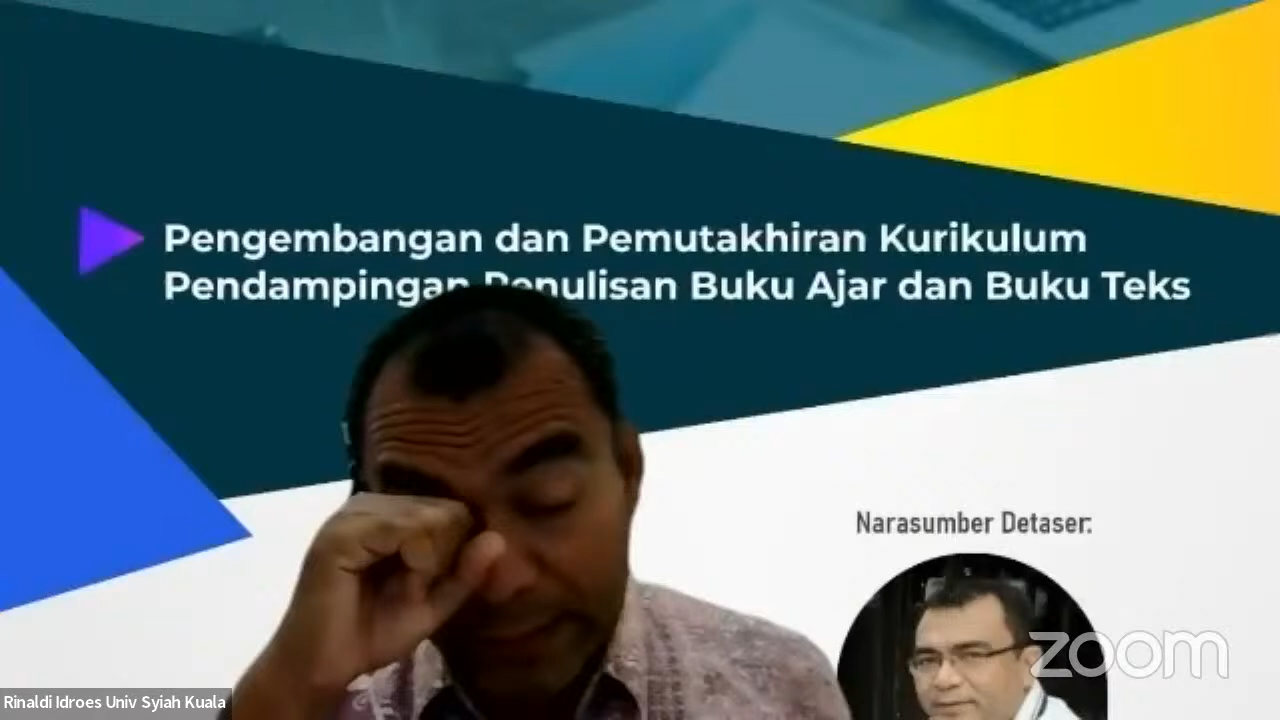 Pengembangan dan Pemutakhiran Kurikulum
Pendampingan Penulisan Buku Ajar dan Buku Teks
Narasumber Detaser:
zoom
Rinaldi Idroes Univ Syiah Kuala